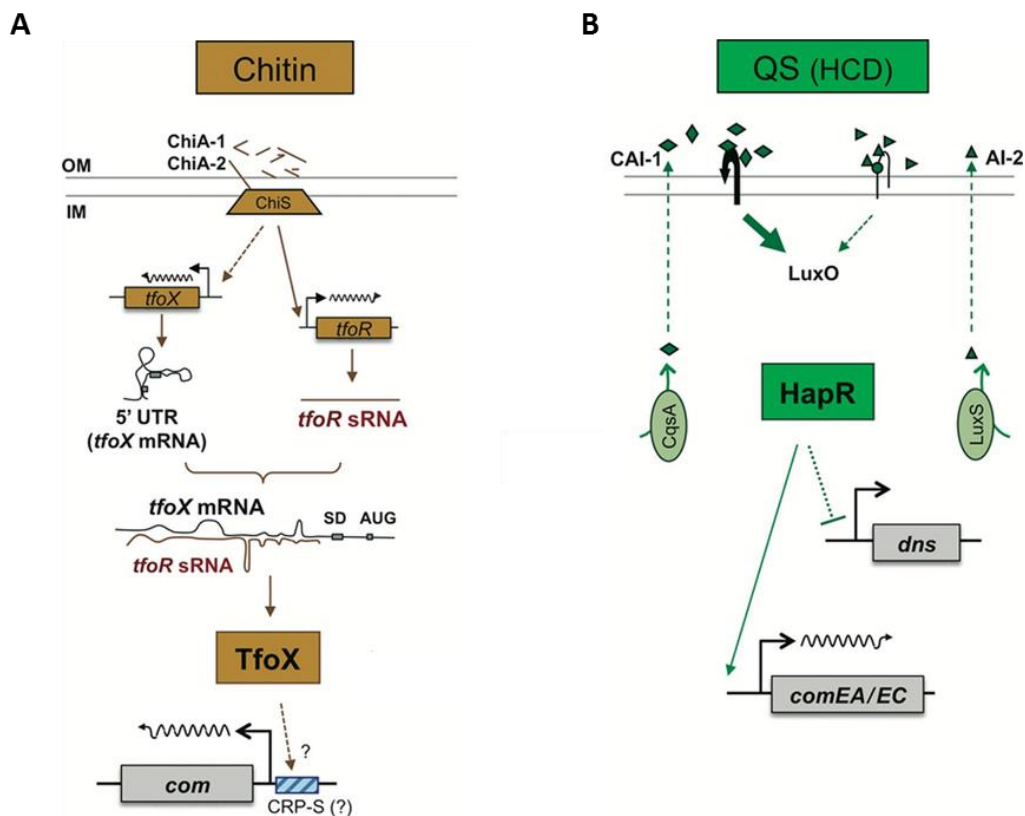 A
Chitin
ChiA-1
ChiA-2
OM
IM
ChiS
tfoX
tfoR
5' UTR
(tfoX mRNA)
tfoR sRNA
tfoX mRNA
SD AUG
tfoR sRNA
TfoX
?
com
CRP-S (?)
B
QS (HCD)
CAI-1
AI-2
LuxO
HapR
CqsA
LuxS
dns
comEA/EC